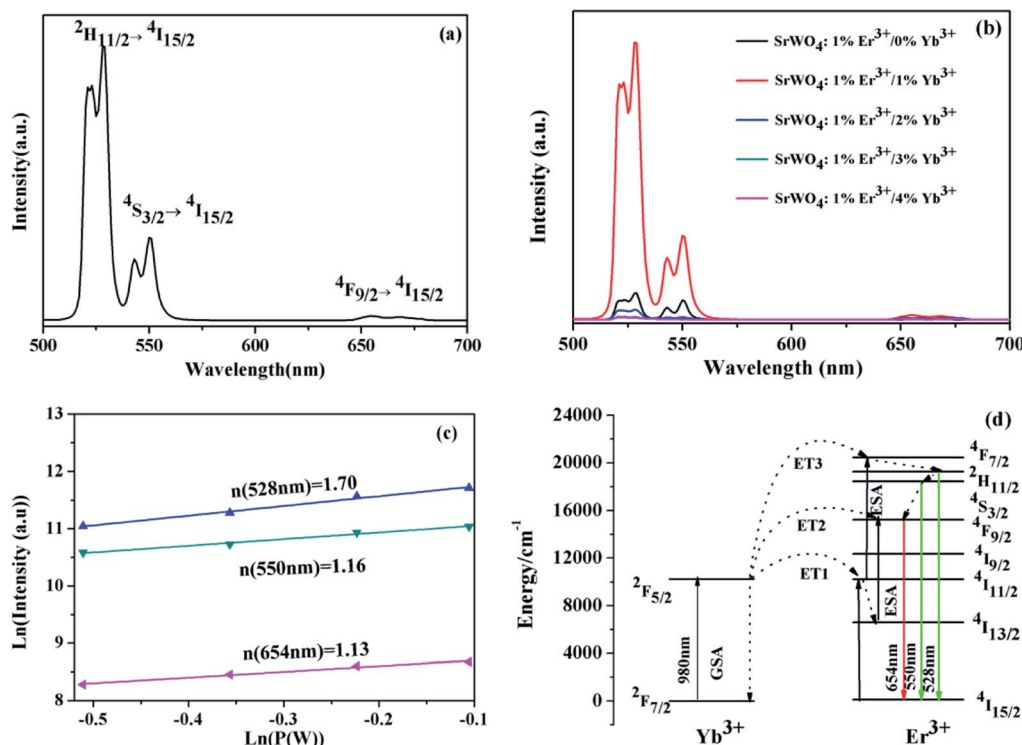 (a)
²H₁₁/₂→ ⁴I₁₅/₂
⁴S₃/₂→ ⁴I₁₅/₂
⁴F₉/₂→ ⁴I₁₅/₂
Intensity(a.u.)
500 550 600 650 700
Wavelength(nm)
(b)
SrWO₄: 1% Er³⁺/0% Yb³⁺
SrWO₄: 1% Er³⁺/1% Yb³⁺
SrWO₄: 1% Er³⁺/2% Yb³⁺
SrWO₄: 1% Er³⁺/3% Yb³⁺
SrWO₄: 1% Er³⁺/4% Yb³⁺
Intensity (a.u.)
500 550 600 650 700
Wavelength (nm)
(c)
13
12
11
10
9
8
n(528nm)=1.70
n(550nm)=1.16
n(654nm)=1.13
Ln(Intensity (a.u))
-0.5 -0.4 -0.3 -0.2 -0.1
Ln(P(W))
(d)
24000
20000
16000
12000
8000
4000
0
Energy/cm⁻¹
²F₅/₂
²F₇/₂
980nm
GSA
ET3
ET2
ET1
ESA
ESA
⁴F₇/₂
²H₁₁/₂
⁴S₃/₂
⁴F₉/₂
⁴I₉/₂
⁴I₁₁/₂
⁴I₁₃/₂
⁴I₁₅/₂
654nm
550nm
528nm
Yb³⁺ Er³⁺